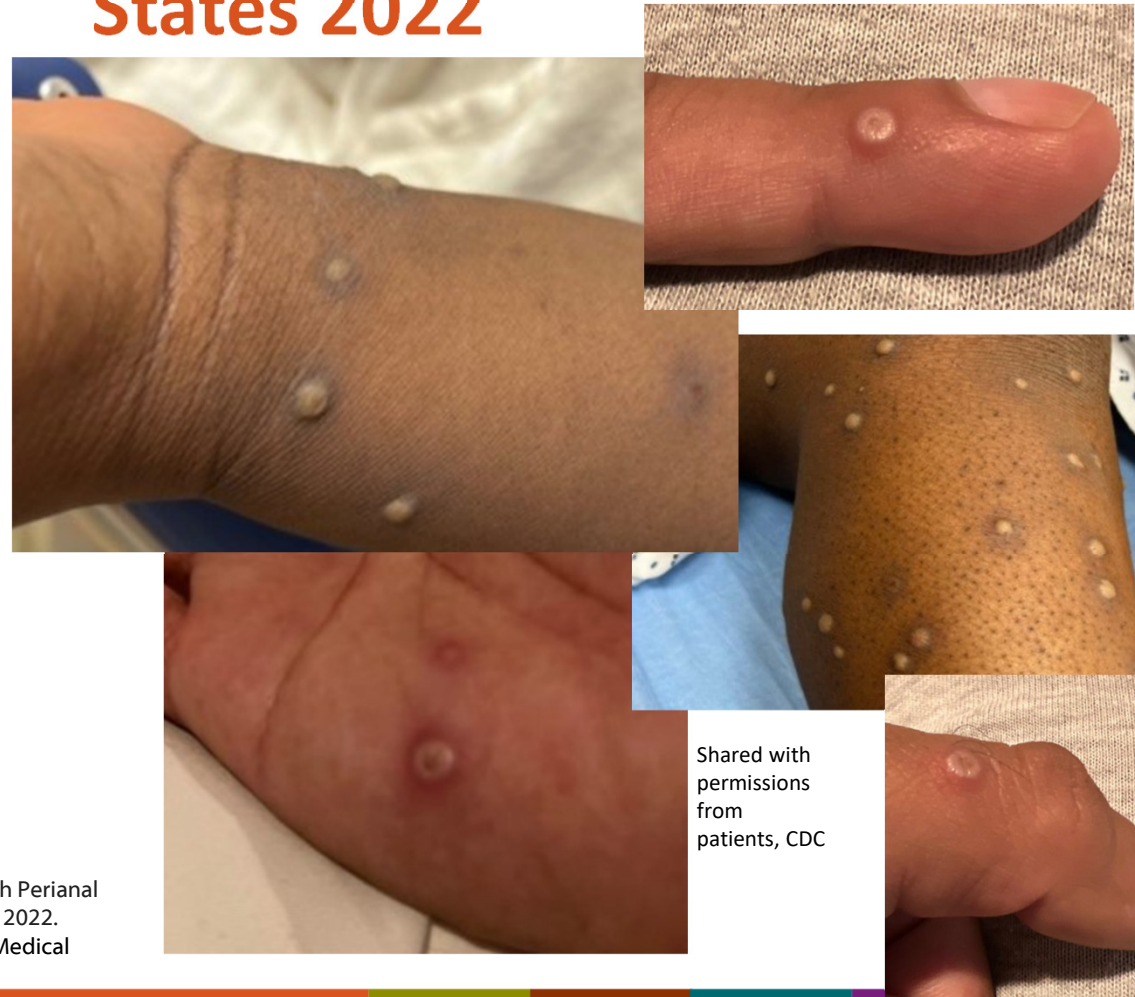 States 2022
Shared with
permissions
from
patients, CDC
h Perianal
2022.
Medical